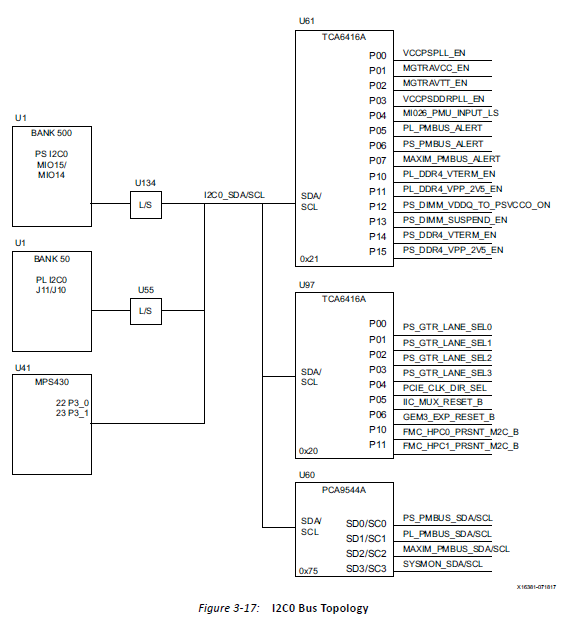 U1
BANK 500
PS I2C0
MIO15/
MIO14
U134
L/S
I2C0_SDA/SCL
U1
BANK 50
PL I2C0
J11/J10
U55
L/S
U41
MPS430
22 P3_0
23 P3_1
U61
TCA6416A
SDA/
SCL
0x21
P00 VCCPSPLL_EN
P01 MGTRAVCC_EN
P02 MGTRAVTT_EN
P03 VCCPSDDRPLL_EN
P04 MI026_PMU_INPUT_LS
P05 PL_PMBUS_ALERT
P06 PS_PMBUS_ALERT
P07 MAXIM_PMBUS_ALERT
P10 PL_DDR4_VTERM_EN
P11 PL_DDR4_VPP_2V5_EN
P12 PS_DIMM_VDDQ_TO_PSVCCO_ON
P13 PS_DIMM_SUSPEND_EN
P14 PS_DDR4_VTERM_EN
P15 PS_DDR4_VPP_2V5_EN
U97
TCA6416A
SDA/
SCL
0x20
P00 PS_GTR_LANE_SEL0
P01 PS_GTR_LANE_SEL1
P02 PS_GTR_LANE_SEL2
P03 PS_GTR_LANE_SEL3
P04 PCIE_CLK_DIR_SEL
P05 IIC_MUX_RESET_B
P06 GEM3_EXP_RESET_B
P10 FMC_HPC0_PRSNT_M2C_B
P11 FMC_HPC1_PRSNT_M2C_B
U60
PCA9544A
SDA/
SCL
0x75
SD0/SC0 PS_PMBUS_SDA/SCL
SD1/SC1 PL_PMBUS_SDA/SCL
SD2/SC2 MAXIM_PMBUS_SDA/SCL
SD3/SC3 SYSMON_SDA/SCL
X16381-071817
Figure 3-17: I2C0 Bus Topology